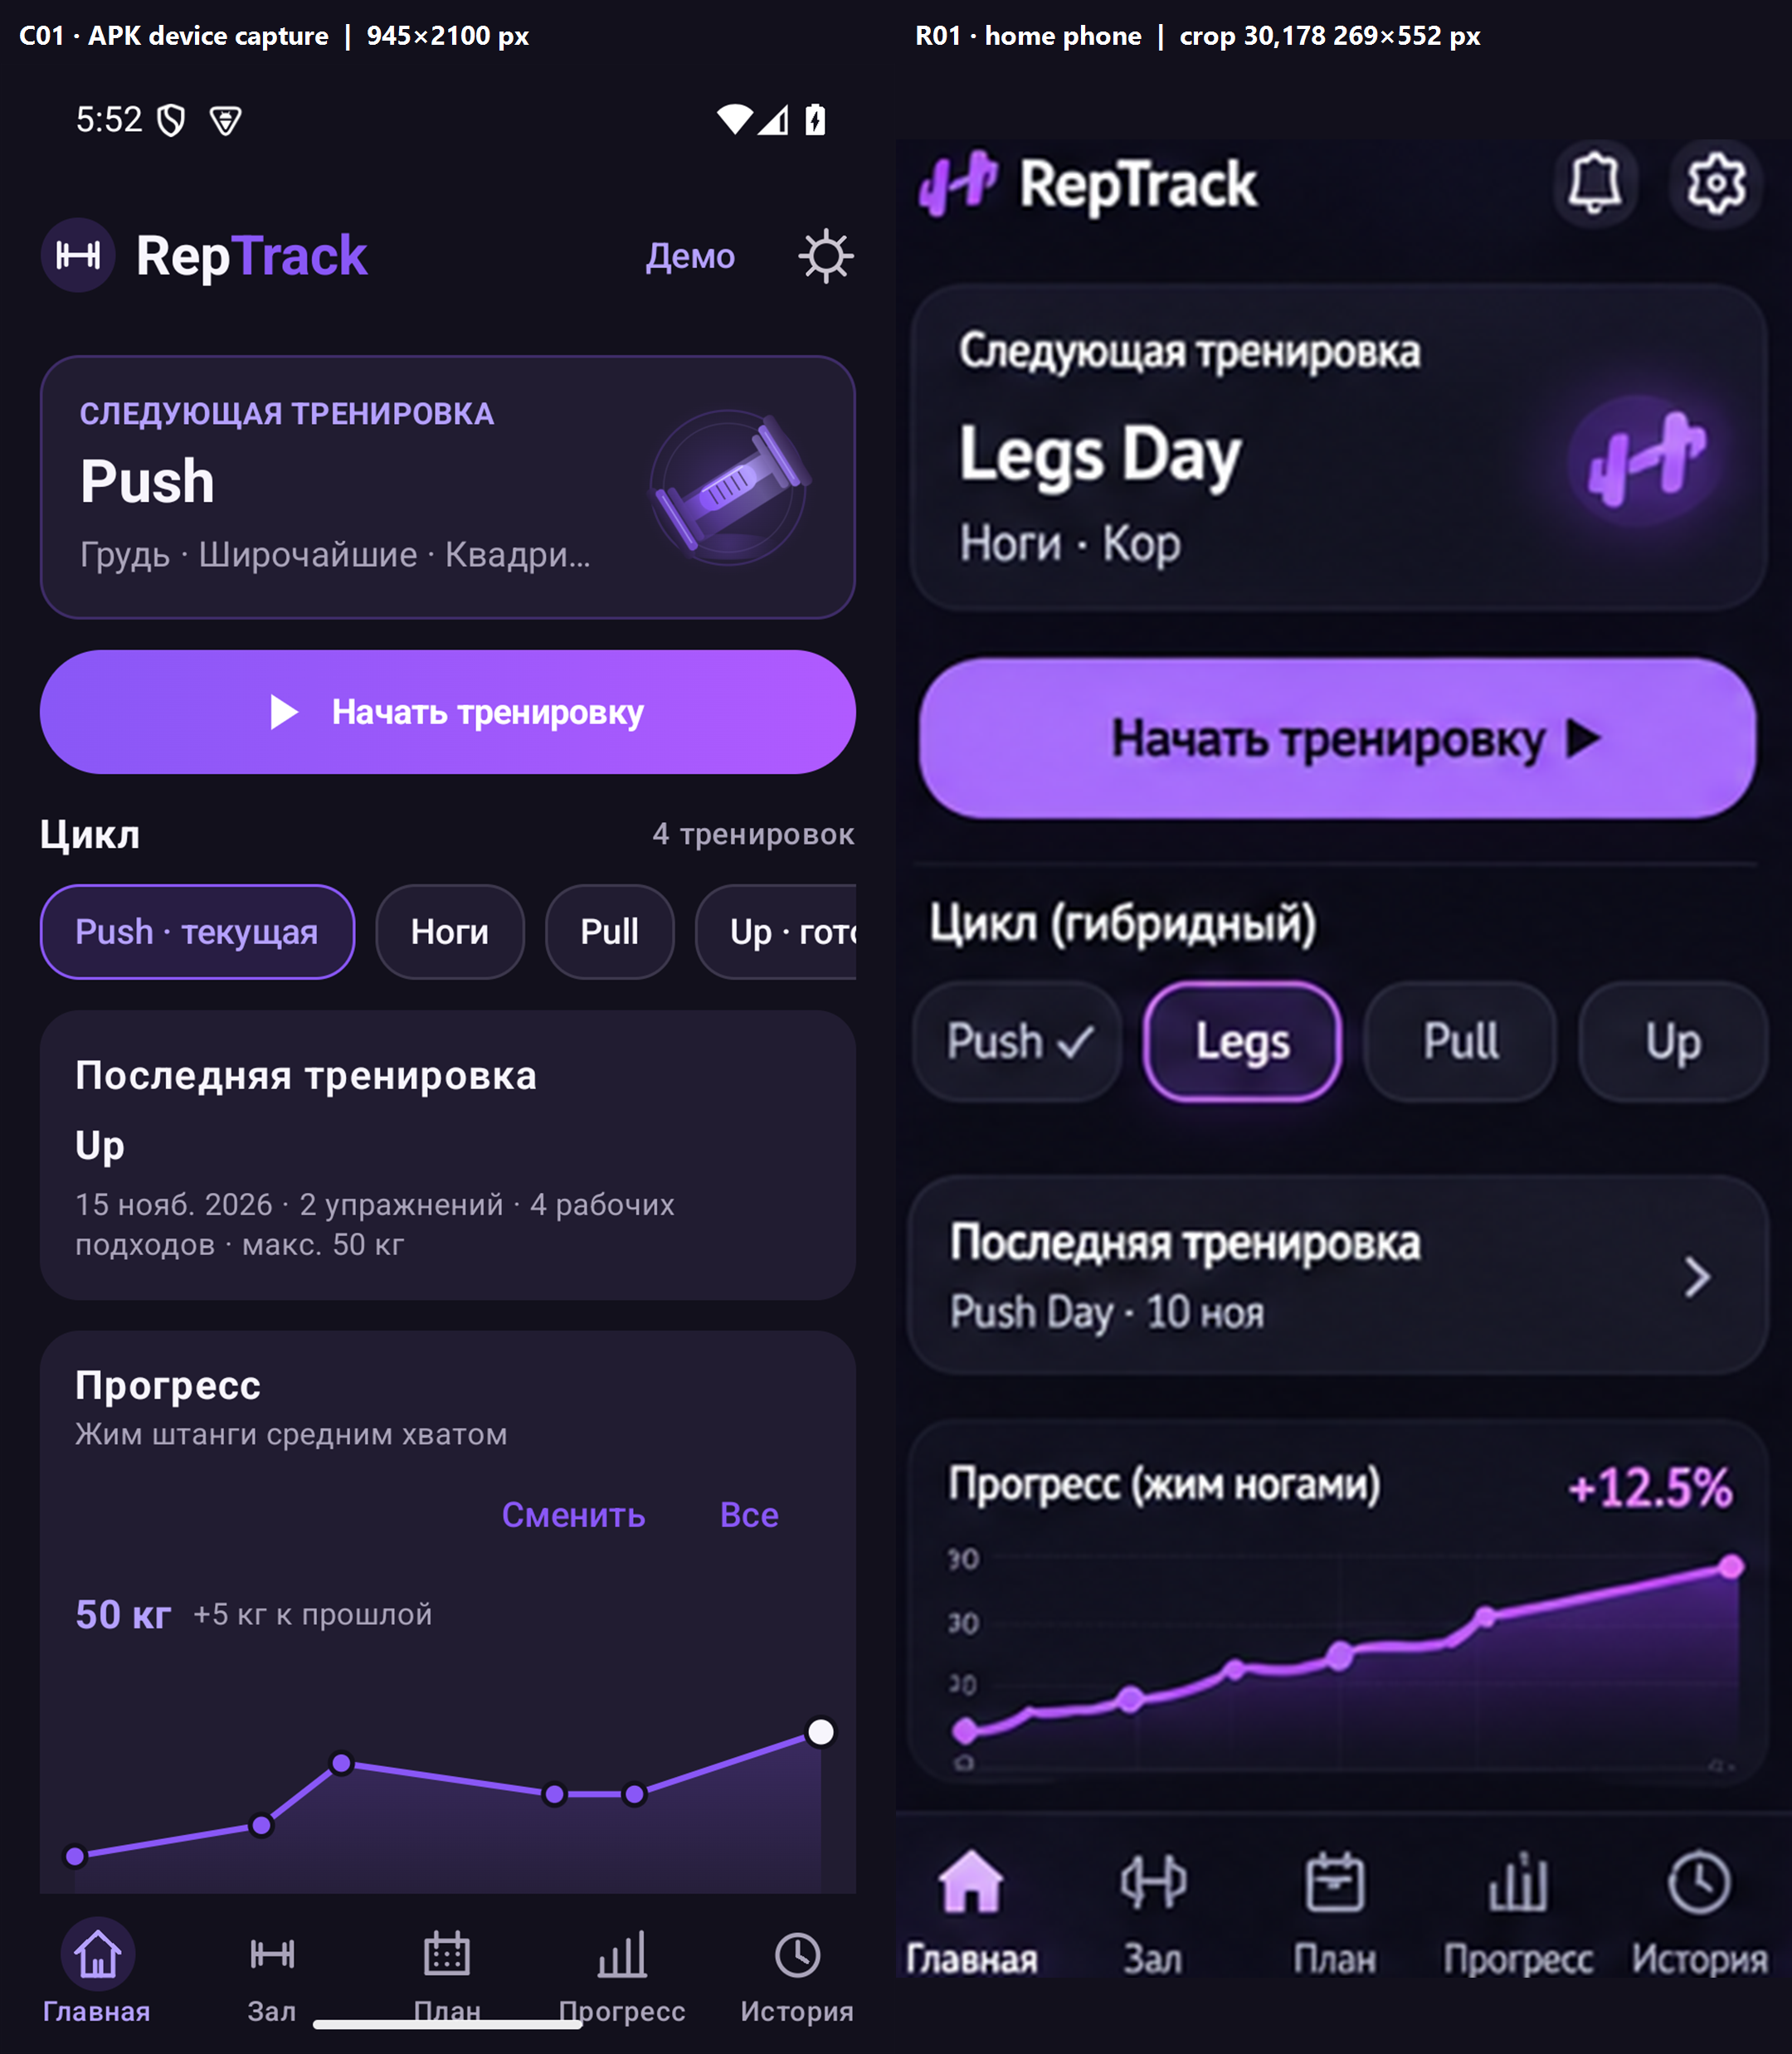 C01 · APK device capture | 945×2100 px
5:52
RepTrack
Демо
СЛЕДУЮЩАЯ ТРЕНИРОВКА
Push
Грудь · Широчайшие · Квадри...
Начать тренировку
Цикл
4 тренировок
Push · текущая
Ноги
Pull
Up · гото
Последняя тренировка
Up
15 нояб. 2026 · 2 упражнений · 4 рабочих
подходов · макс. 50 кг
Прогресс
Жим штанги средним хватом
Сменить
Все
50 кг +5 кг к прошлой
Главная
Зал
План
Прогресс
История
R01 · home phone | crop 30,178 269×552 px
RepTrack
Следующая тренировка
Legs Day
Ноги · Кор
Начать тренировку
Цикл (гибридный)
Push ✓
Legs
Pull
Up
Последняя тренировка
Push Day · 10 ноя
Прогресс (жим ногами)
+12.5%
Главная
Зал
План
Прогресс
История